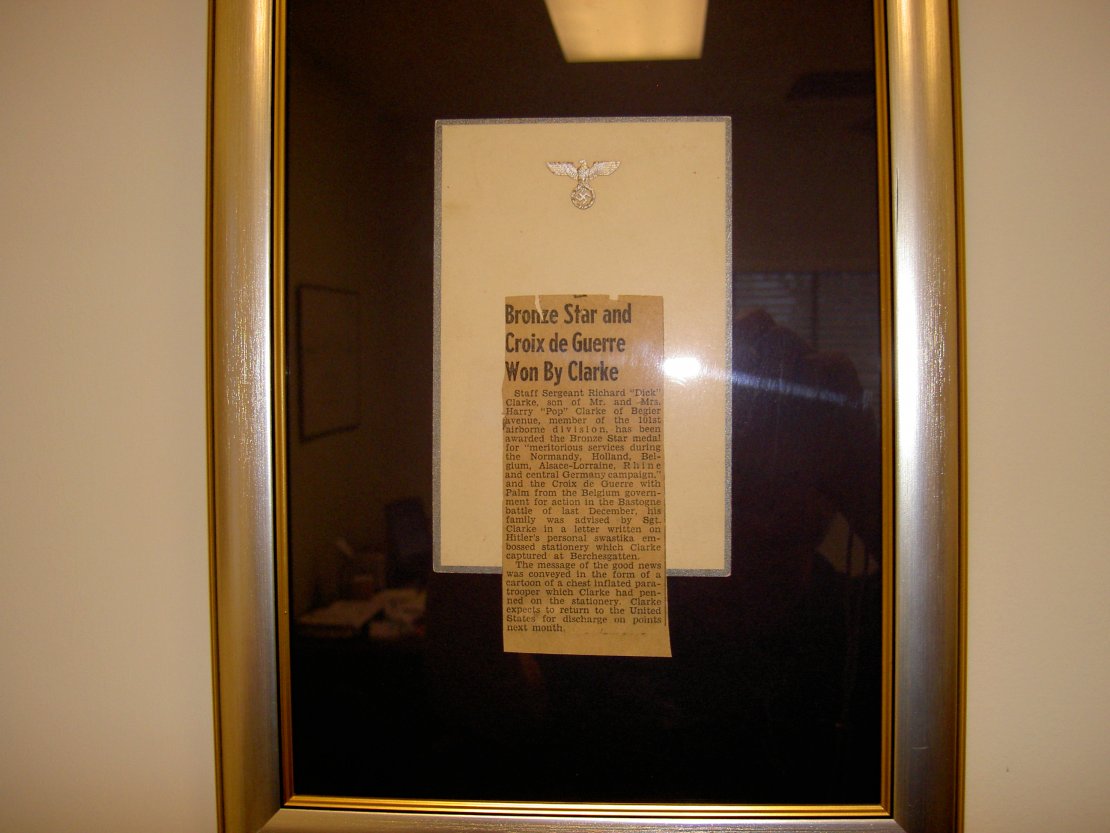 Bronze Star and
Croix de Guerre
Won By Clarke
Staff Sergeant Richard "Dick"
Clarke, son of Mr. and Mrs.
Harry "Pop" Clarke of Begier
avenue, member of the 101st
airborne division, has been
awarded the Bronze Star medal
for "meritorious services during
the Normandy, Holland, Bel-
gium, Alsace-Lorraine, Rhine
and central Germany campaign,"
and the Croix de Guerre with
Palm from the Belgium govern-
ment for action in the Bastogne
battle of last December, his
family was advised by Sgt.
Clarke in a letter written on
Hitler's personal swastika em-
bossed stationery which Clarke
captured at Berchesgatten.
The message of the good news
was conveyed in the form of a
cartoon of a chest inflated para-
trooper which Clarke had pen-
ned on the stationery. Clarke
expects to return to the United
States for discharge on points
next month.